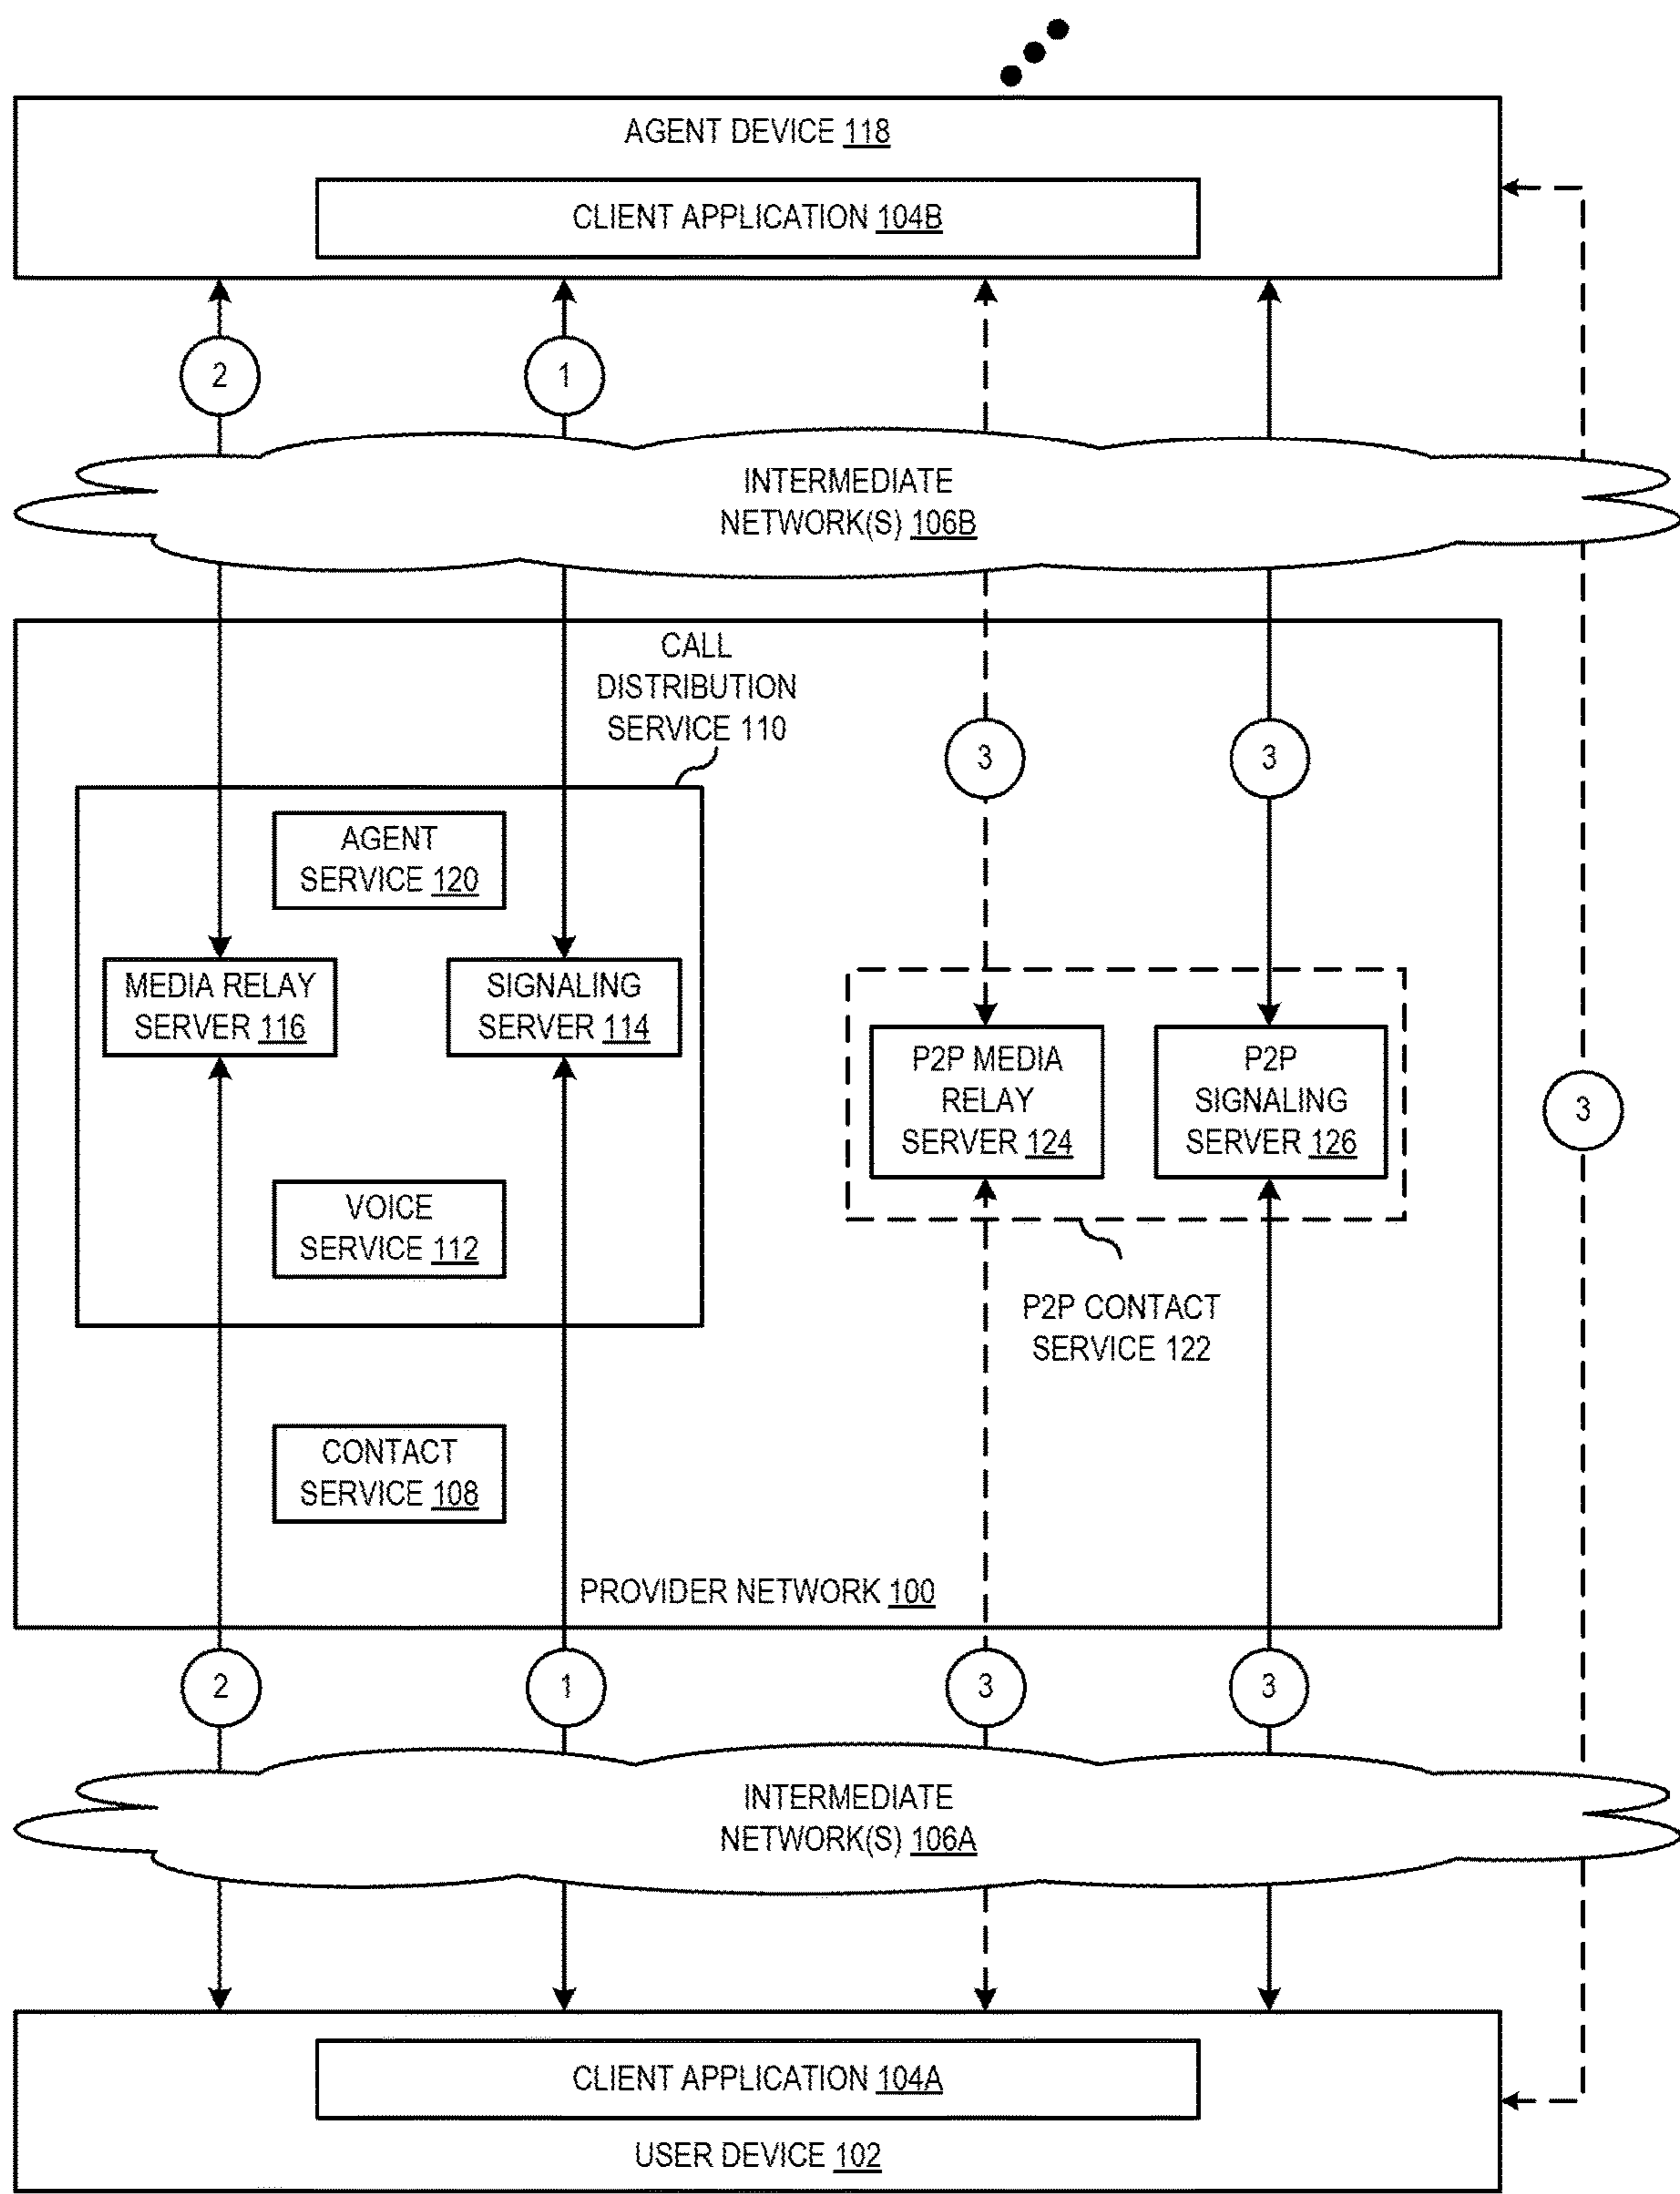 AGENT DEVICE 118
CLIENT APPLICATION 104B
2
1
INTERMEDIATE
NETWORK(S) 106B
CALL
DISTRIBUTION
SERVICE 110
3
3
AGENT
SERVICE 120
MEDIA RELAY
SERVER 116
SIGNALING
SERVER 114
P2P MEDIA
RELAY
SERVER 124
P2P
SIGNALING
SERVER 126
3
VOICE
SERVICE 112
P2P CONTACT
SERVICE 122
CONTACT
SERVICE 108
PROVIDER NETWORK 100
2
1
3
3
INTERMEDIATE
NETWORK(S) 106A
CLIENT APPLICATION 104A
USER DEVICE 102